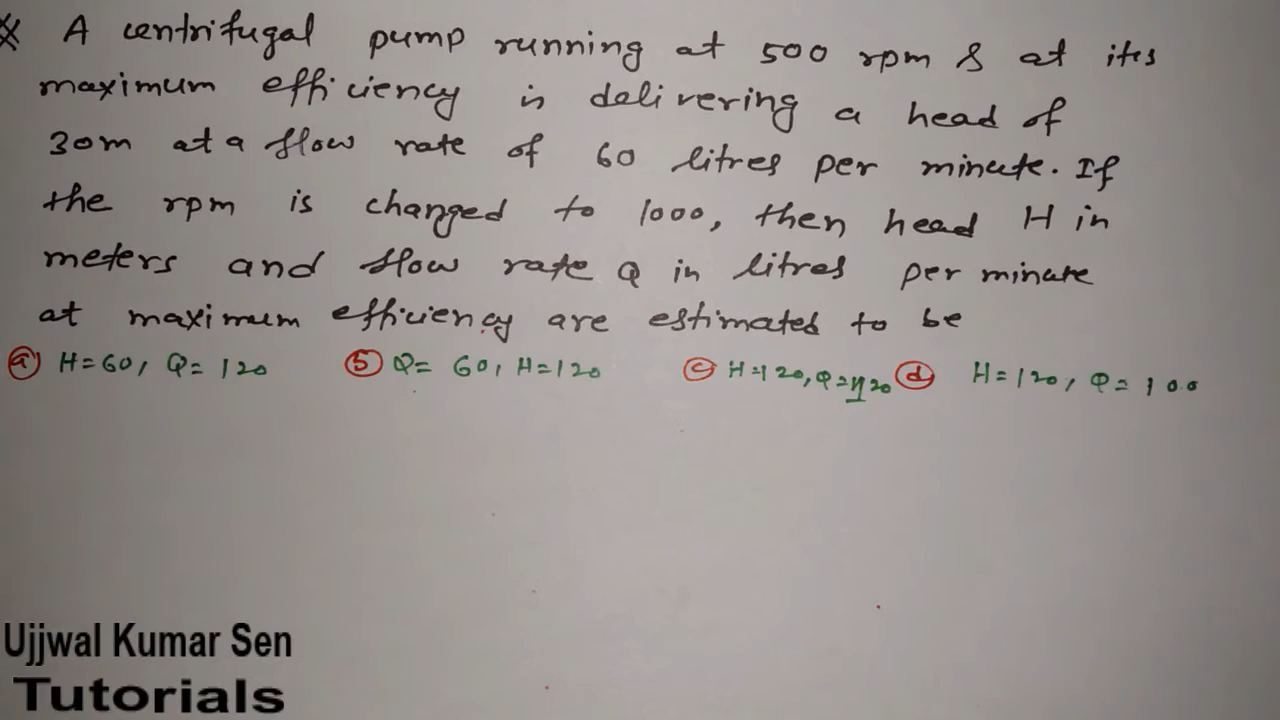 * A centrifugal pump running at 500 rpm & at its
maximum efficiency is delivering a head of
30m at a flow rate of 60 litres per minute. If
the rpm is changed to 1000, then head H in
meters and flow rate Q in litres per minute
at maximum efficiency are estimated to be
(a) H=60, Q= 120 (b) Q= 60, H=120 (c) H=120, Q=120 (d) H=120, Q= 100
Ujjwal Kumar Sen
Tutorials